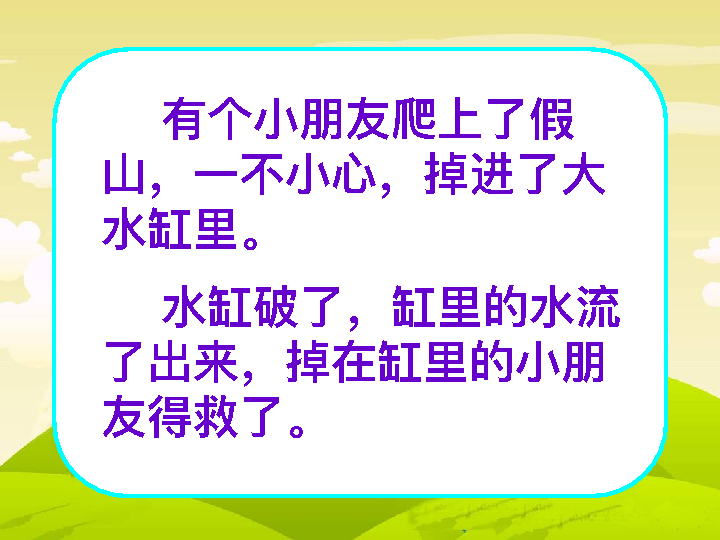 有个小朋友爬上了假
山，一不小心，掉进了大
水缸里。
水缸破了，缸里的水流
了出来，掉在缸里的小朋
友得救了。